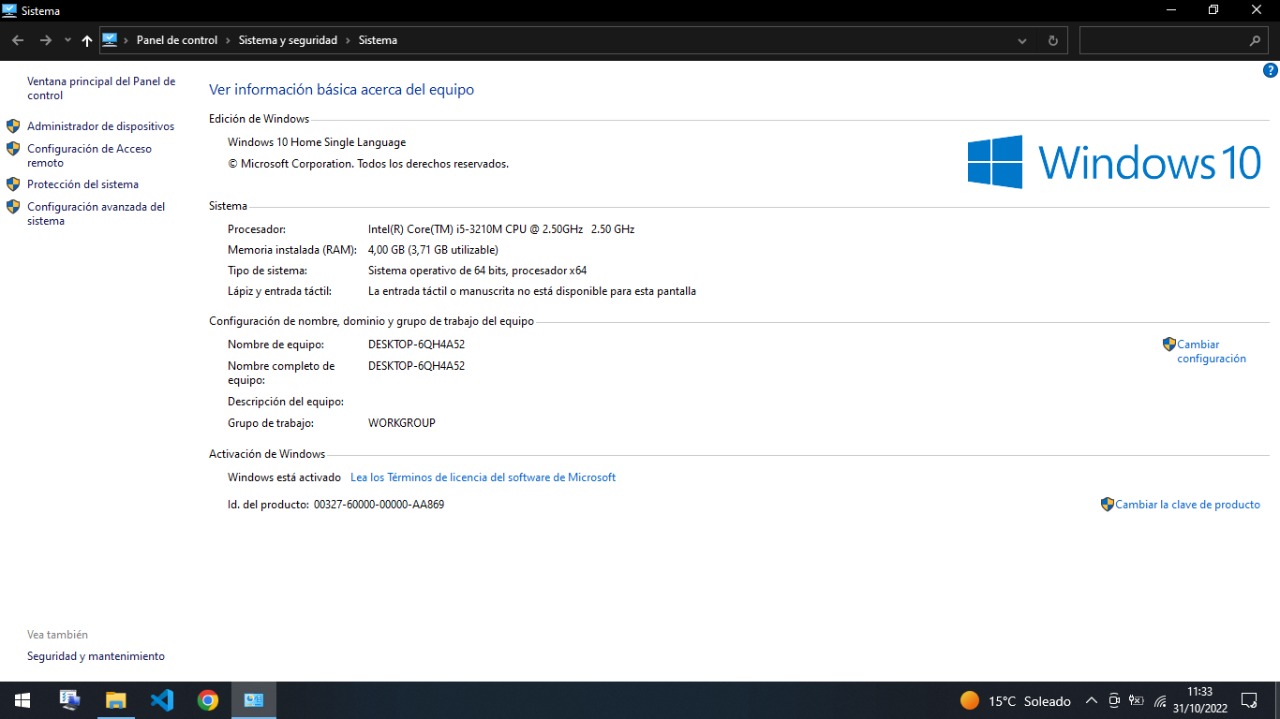 Sistema
Panel de control
Sistema y seguridad
Sistema
Ventana principal del Panel de
control
Administrador de dispositivos
Configuración de Acceso
remoto
Protección del sistema
Configuración avanzada del
sistema
Ver información básica acerca del equipo
Edición de Windows
Windows 10 Home Single Language
© Microsoft Corporation. Todos los derechos reservados.
Windows 10
Sistema
Procesador: Intel(R) Core(TM) i5-3210M CPU @ 2.50GHz 2.50 GHz
Memoria instalada (RAM): 4,00 GB (3,71 GB utilizable)
Tipo de sistema: Sistema operativo de 64 bits, procesador x64
Lápiz y entrada táctil: La entrada táctil o manuscrita no está disponible para esta pantalla
Configuración de nombre, dominio y grupo de trabajo del equipo
Nombre de equipo: DESKTOP-6QH4A52
Cambiar
configuración
Nombre completo de
equipo:
DESKTOP-6QH4A52
Descripción del equipo:
Grupo de trabajo: WORKGROUP
Activación de Windows
Windows está activado Lea los Términos de licencia del software de Microsoft
Id. del producto: 00327-60000-00000-AA869
Cambiar la clave de producto
Vea también
Seguridad y mantenimiento
15°C Soleado
11:33
31/10/2022